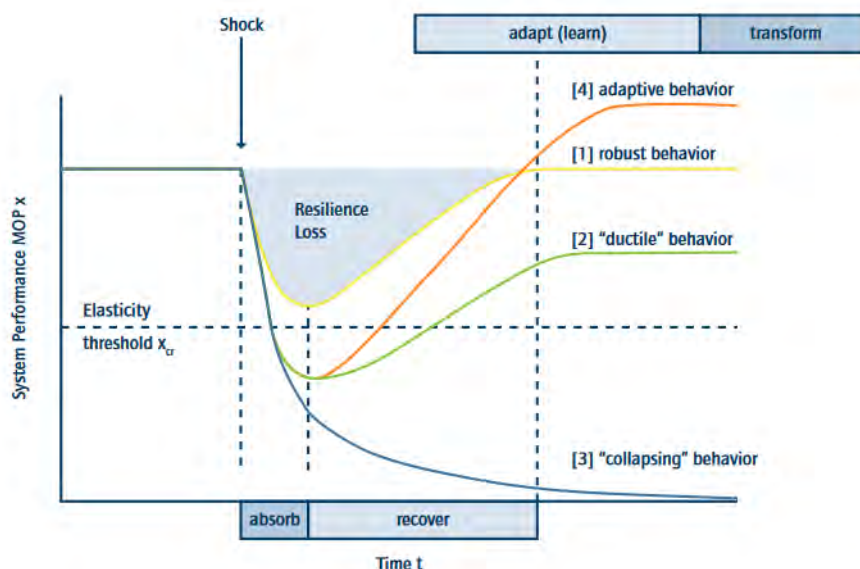 Shock
adapt (learn)
transform
[4] adaptive behavior
[1] robust behavior
Resilience
Loss
[2] "ductile" behavior
Elasticity
threshold x_cr
System Performance MOP x
[3] "collapsing" behavior
absorb
recover
Time t